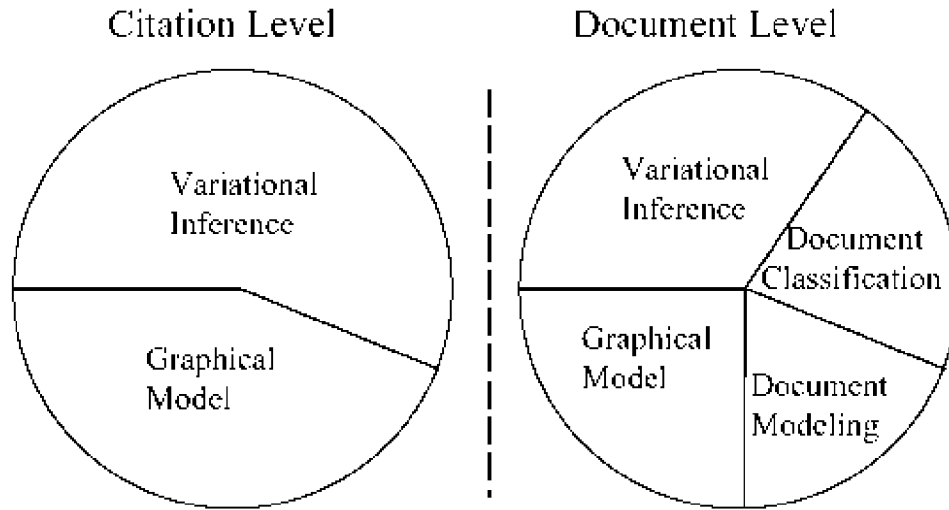 Citation Level
Document Level
Variational
Inference
Graphical
Model
Variational
Inference
Document
Classification
Graphical
Model
Document
Modeling